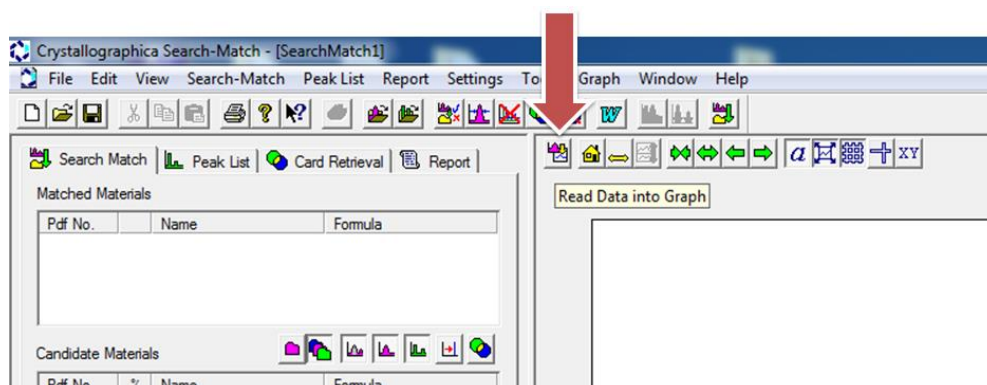 Crystallographica Search-Match - [SearchMatch1]
File Edit View Search-Match Peak List Report Settings Graph Window Help
W
a XY
Search Match Peak List Card Retrieval Report
Read Data into Graph
Matched Materials
Pdf No. Name Formula
Candidate Materials
Pdf No. % Name Formula